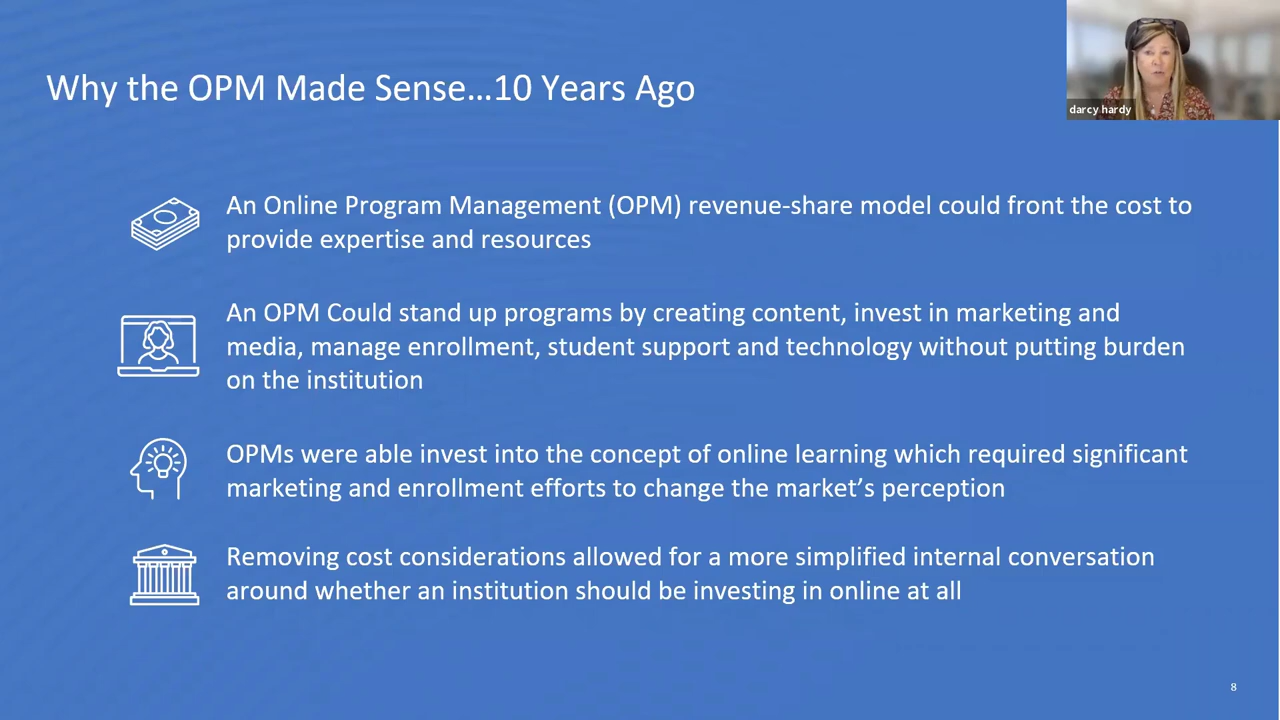 Why the OPM Made Sense...10 Years Ago
darcy hardy
An Online Program Management (OPM) revenue-share model could front the cost to
provide expertise and resources
An OPM Could stand up programs by creating content, invest in marketing and
media, manage enrollment, student support and technology without putting burden
on the institution
OPMs were able invest into the concept of online learning which required significant
marketing and enrollment efforts to change the market’s perception
Removing cost considerations allowed for a more simplified internal conversation
around whether an institution should be investing in online at all
8